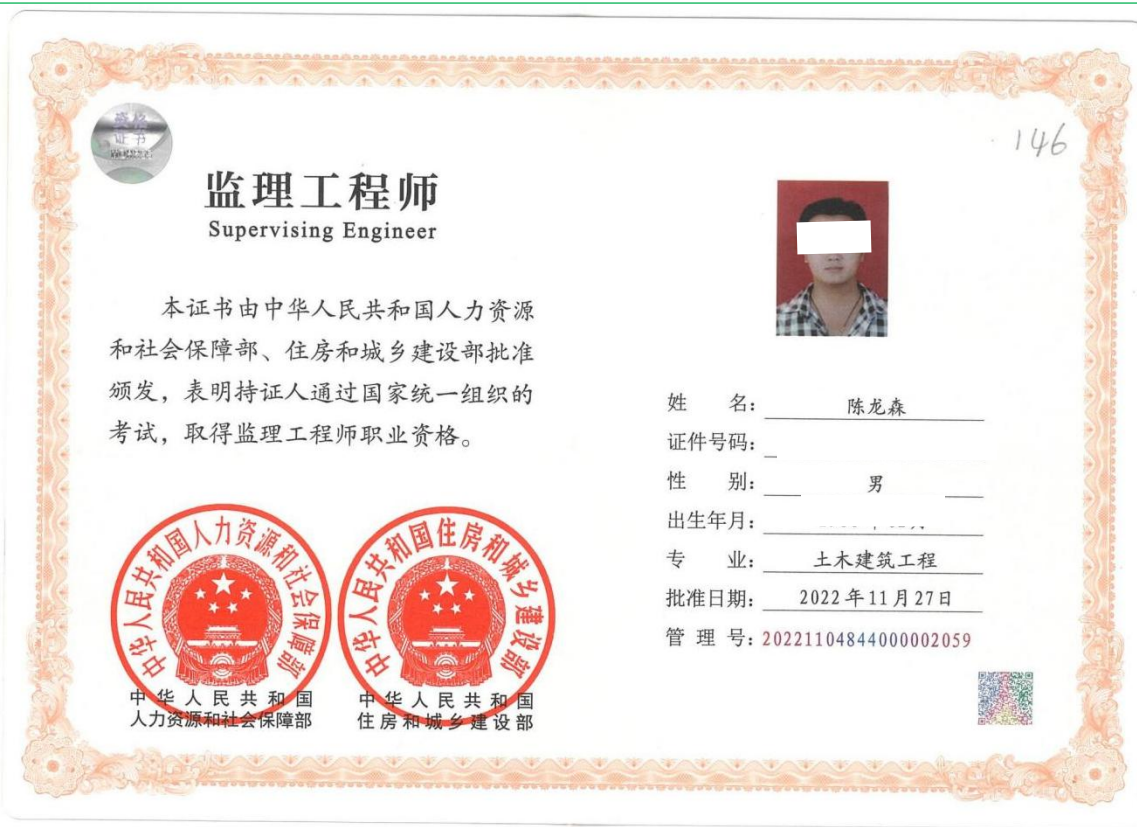 146
资格
证书
监理工程师
Supervising Engineer
本证书由中华人民共和国人力资源
和社会保障部、住房和城乡建设部批准
颁发,表明持证人通过国家统一组织的
考试,取得监理工程师职业资格。
姓 名: 陈龙森
证件号码:
性 别: 男
出生年月:
专 业: 土木建筑工程
批准日期: 2022年11月27日
管 理 号: 20221104844000002059
中华人民共和国人力资源和社会保障部
中华人民共和国住房和城乡建设部
中华人民共和国
人力资源和社会保障部
中华人民共和国
住房和城乡建设部